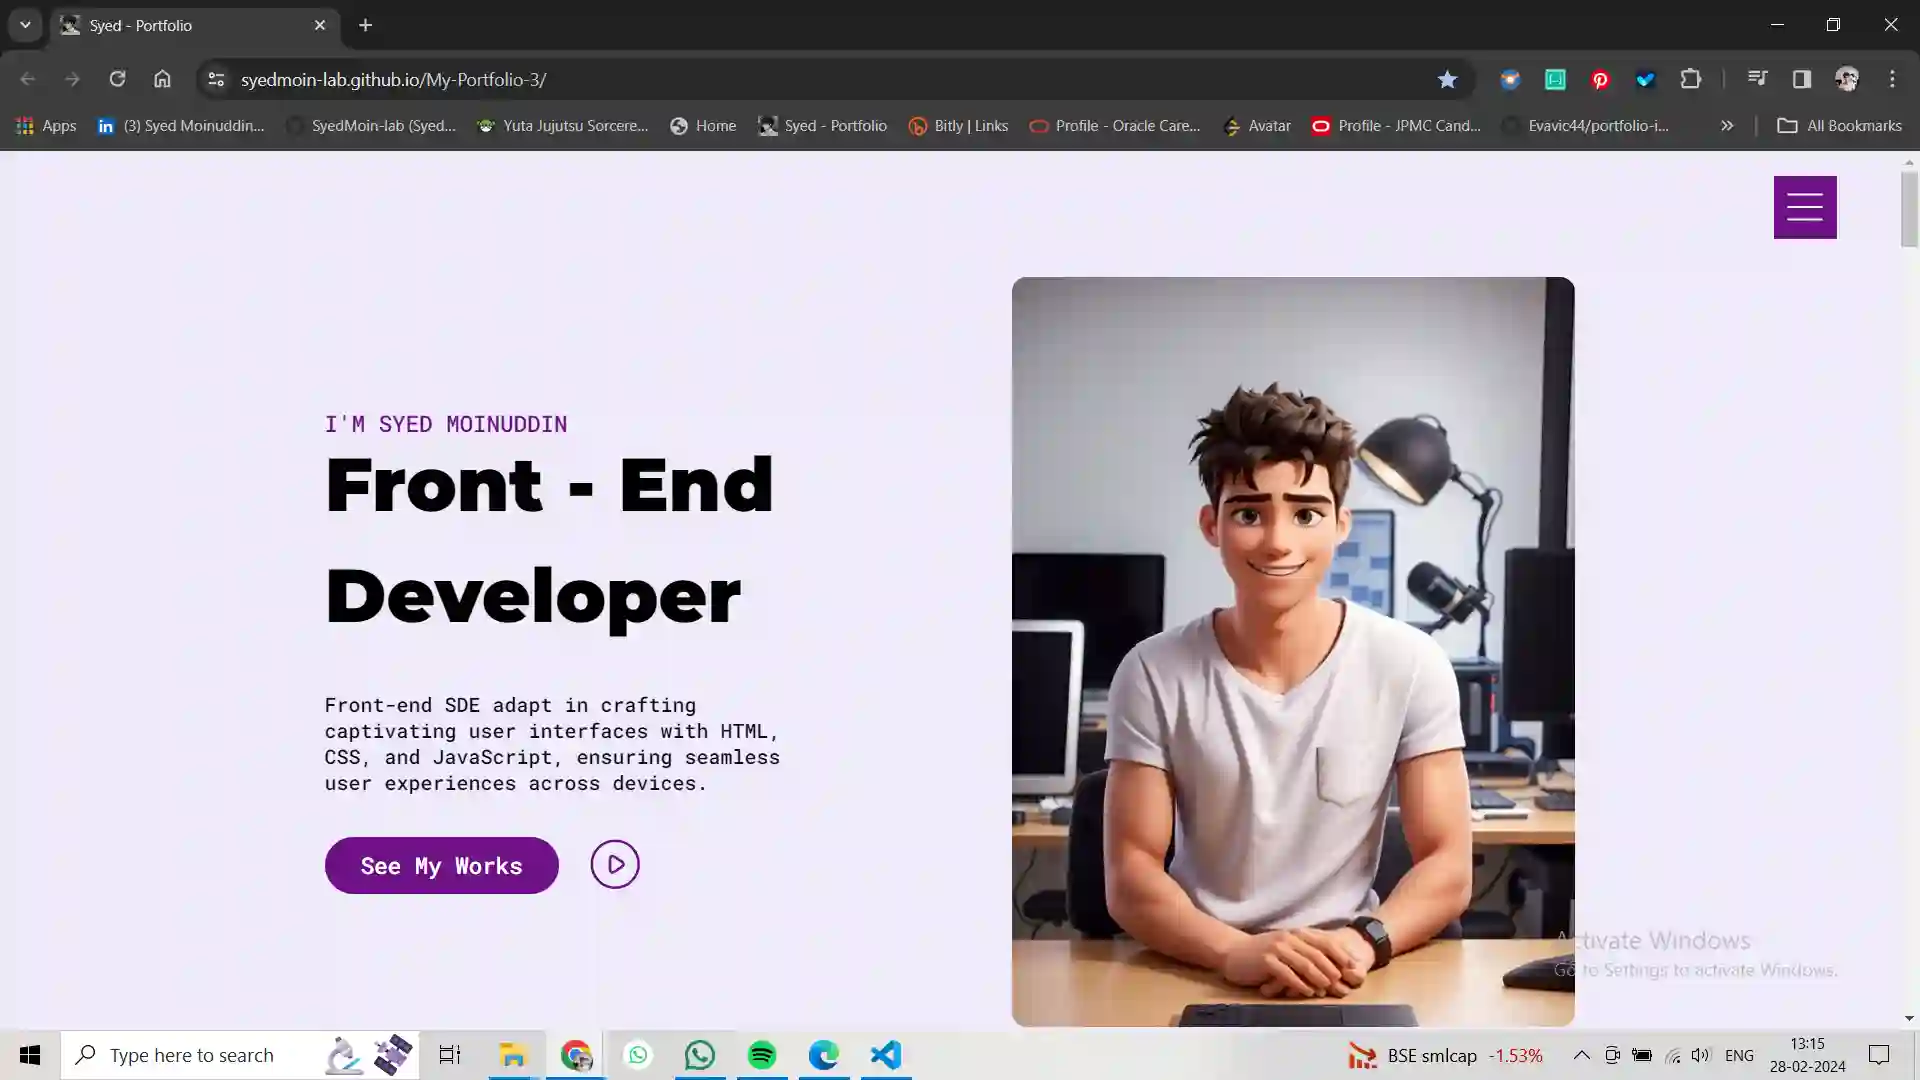 Syed - Portfolio
syedmoin-lab.github.io/My-Portfolio-3/
Apps
(3) Syed Moinuddin...
SyedMoin-lab (Syed...
Yuta Jujutsu Sorcere...
Home
Syed - Portfolio
Bitly | Links
Profile - Oracle Care...
Avatar
Profile - JPMC Cand...
Evavic44/portfolio-i...
All Bookmarks
I'M SYED MOINUDDIN
Front - End
Developer
Front-end SDE adapt in crafting
captivating user interfaces with HTML,
CSS, and JavaScript, ensuring seamless
user experiences across devices.
See My Works
Activate Windows
Go to Settings to activate Windows.
Type here to search
BSE smlcap -1.53%
ENG
13:15
28-02-2024